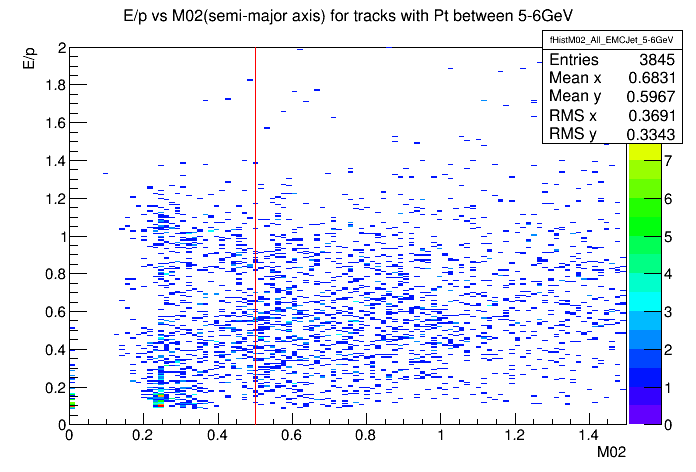 E/p vs M02(semi-major axis) for tracks with Pt between 5-6GeV
fHistM02_All_EMCJet_5-6GeV
Entries 3845
Mean x 0.6831
Mean y 0.5967
RMS x 0.3691
RMS y 0.3343
E/p
2
1.8
1.6
1.4
1.2
1
0.8
0.6
0.4
0.2
0
0 0.2 0.4 0.6 0.8 1 1.2 1.4
M02
7
6
5
4
3
2
1
0